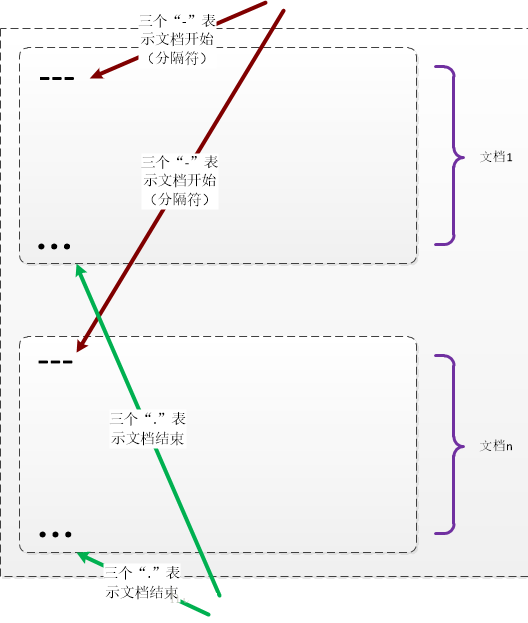 三个“-”表
示文档开始
（分隔符）
---
三个“-”表
示文档开始
（分隔符）
文档1
...
---
三个“.”表
示文档结束
文档n
...
三个“.”表
示文档结束